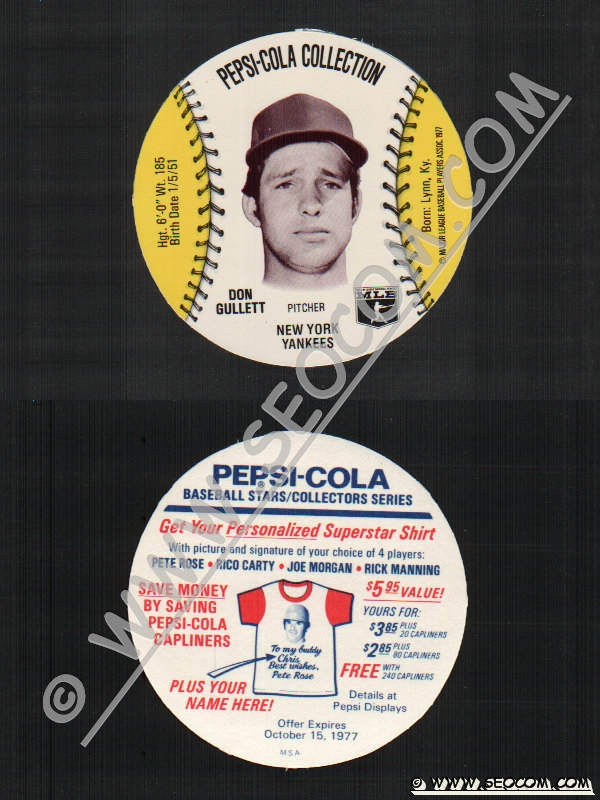 PEPSI-COLA COLLECTION
Hgt. 6'-0" Wt. 185
Birth Date 1/5/51
Born: Lynn, Ky.
© MAJOR LEAGUE BASEBALL PLAYERS ASSOC. 1977
DON
GULLETT
PITCHER
MLB
NEW YORK
YANKEES
PEPSI-COLA
BASEBALL STARS/COLLECTORS SERIES
Get Your Personalized Superstar Shirt
With picture and signature of your choice of 4 players:
PETE ROSE • RICO CARTY • JOE MORGAN • RICK MANNING
SAVE MONEY
BY SAVING
PEPSI-COLA
CAPLINERS
To my buddy
Chris,
Best wishes,
Pete Rose
PLUS YOUR
NAME HERE!
$5.95 VALUE!
YOURS FOR:
$3.85 PLUS
20 CAPLINERS
$2.85 PLUS
80 CAPLINERS
FREE WITH
240 CAPLINERS
Details at
Pepsi Displays
Offer Expires
October 15, 1977
MSA
© WWW.SEOCOM.COM
© WWW.SEOCOM.COM